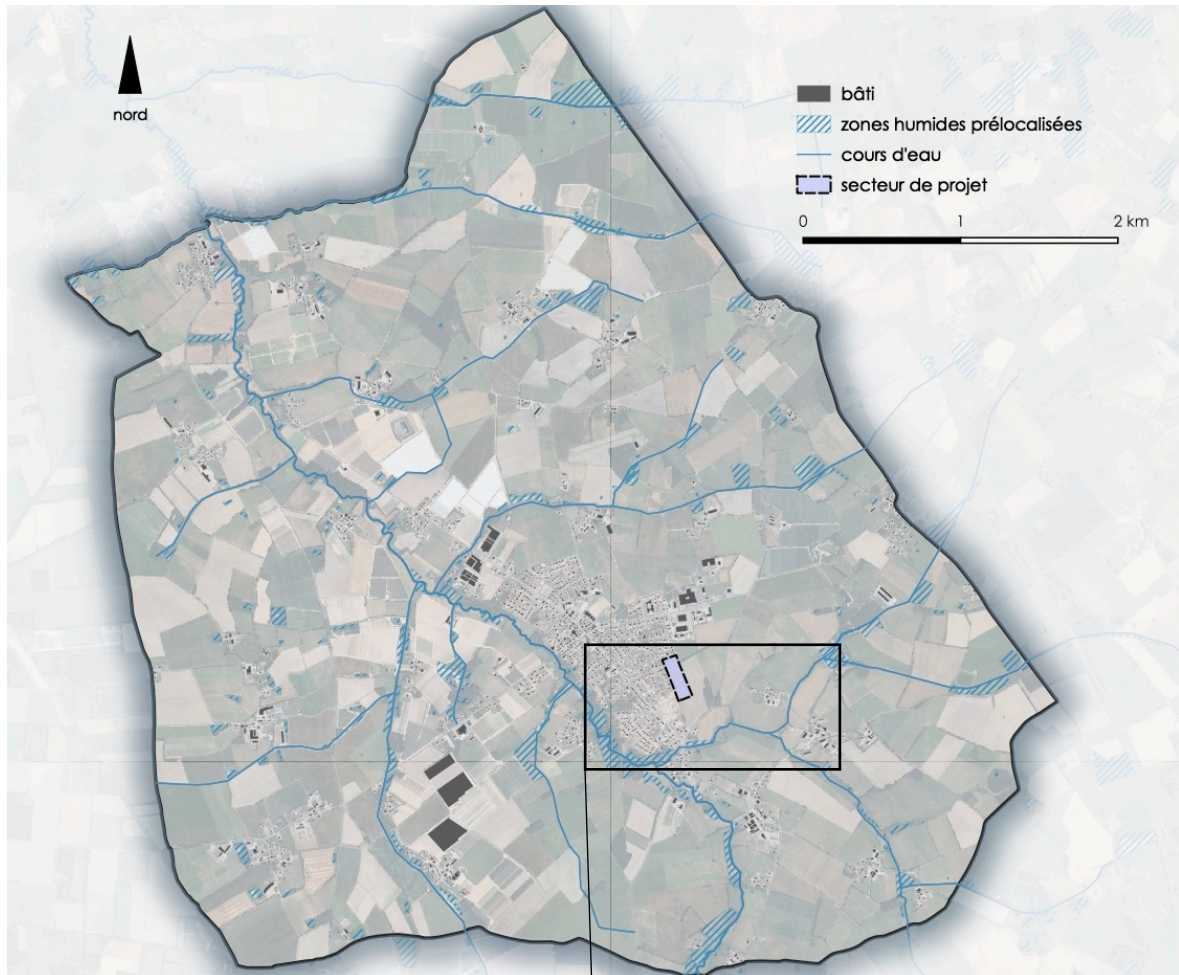 nord
bâti
zones humides prélocalisées
cours d'eau
secteur de projet
0 1 2 km